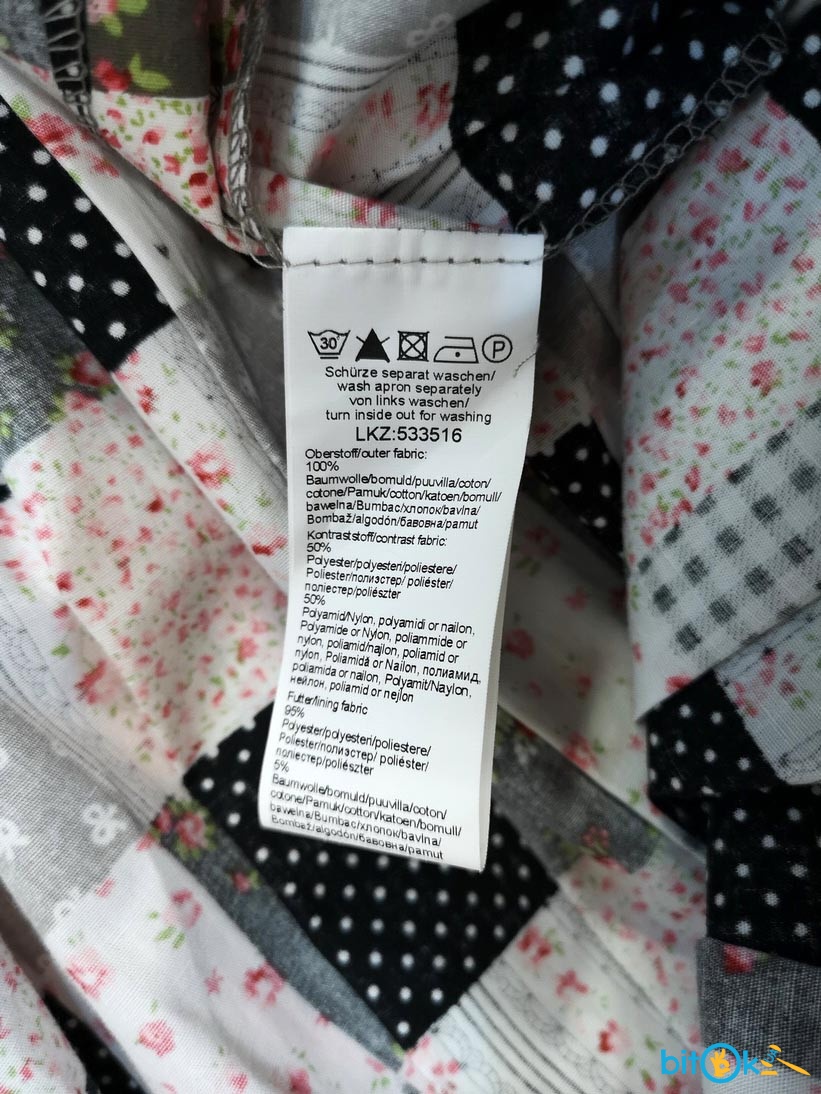 30°
P
Schürze separat waschen/
wash apron separately
von links waschen/
turn inside out for washing
LKZ:533516
Oberstoff/outer fabric:
100%
Baumwolle/bomuld/puuvilla/coton/
cotone/Pamuk/cotton/katoen/bomull/
bawełna/Bumbac/хлопок/bavlna/
Bombaž/algodón/бавовна/pamut
Kontraststoff/contrast fabric:
50%
Polyester/polyesteri/poliestere/
Poliester/полиэстер/ poliéster/
поліестер/poliészter
50%
Polyamid/Nylon, polyamidi or nailon,
Polyamide or Nylon, poliammide or
nylon, poliamid/najlon, poliamid or
nylon, Poliamidă or Nailon, полиамид,
poliamida or nailon, Polyamit/Naylon,
нейлон, poliamid or nejlon
Futter/lining fabric
95%
Polyester/polyesteri/poliestere/
Poliester/полиэстер/ poliéster/
поліестер/poliészter
5%
Baumwolle/bomuld/puuvilla/coton/
cotone/Pamuk/cotton/katoen/bomull/
bawełna/Bumbac/хлопок/bavlna/
Bombaž/algodón/бавовна/pamut
bitOk